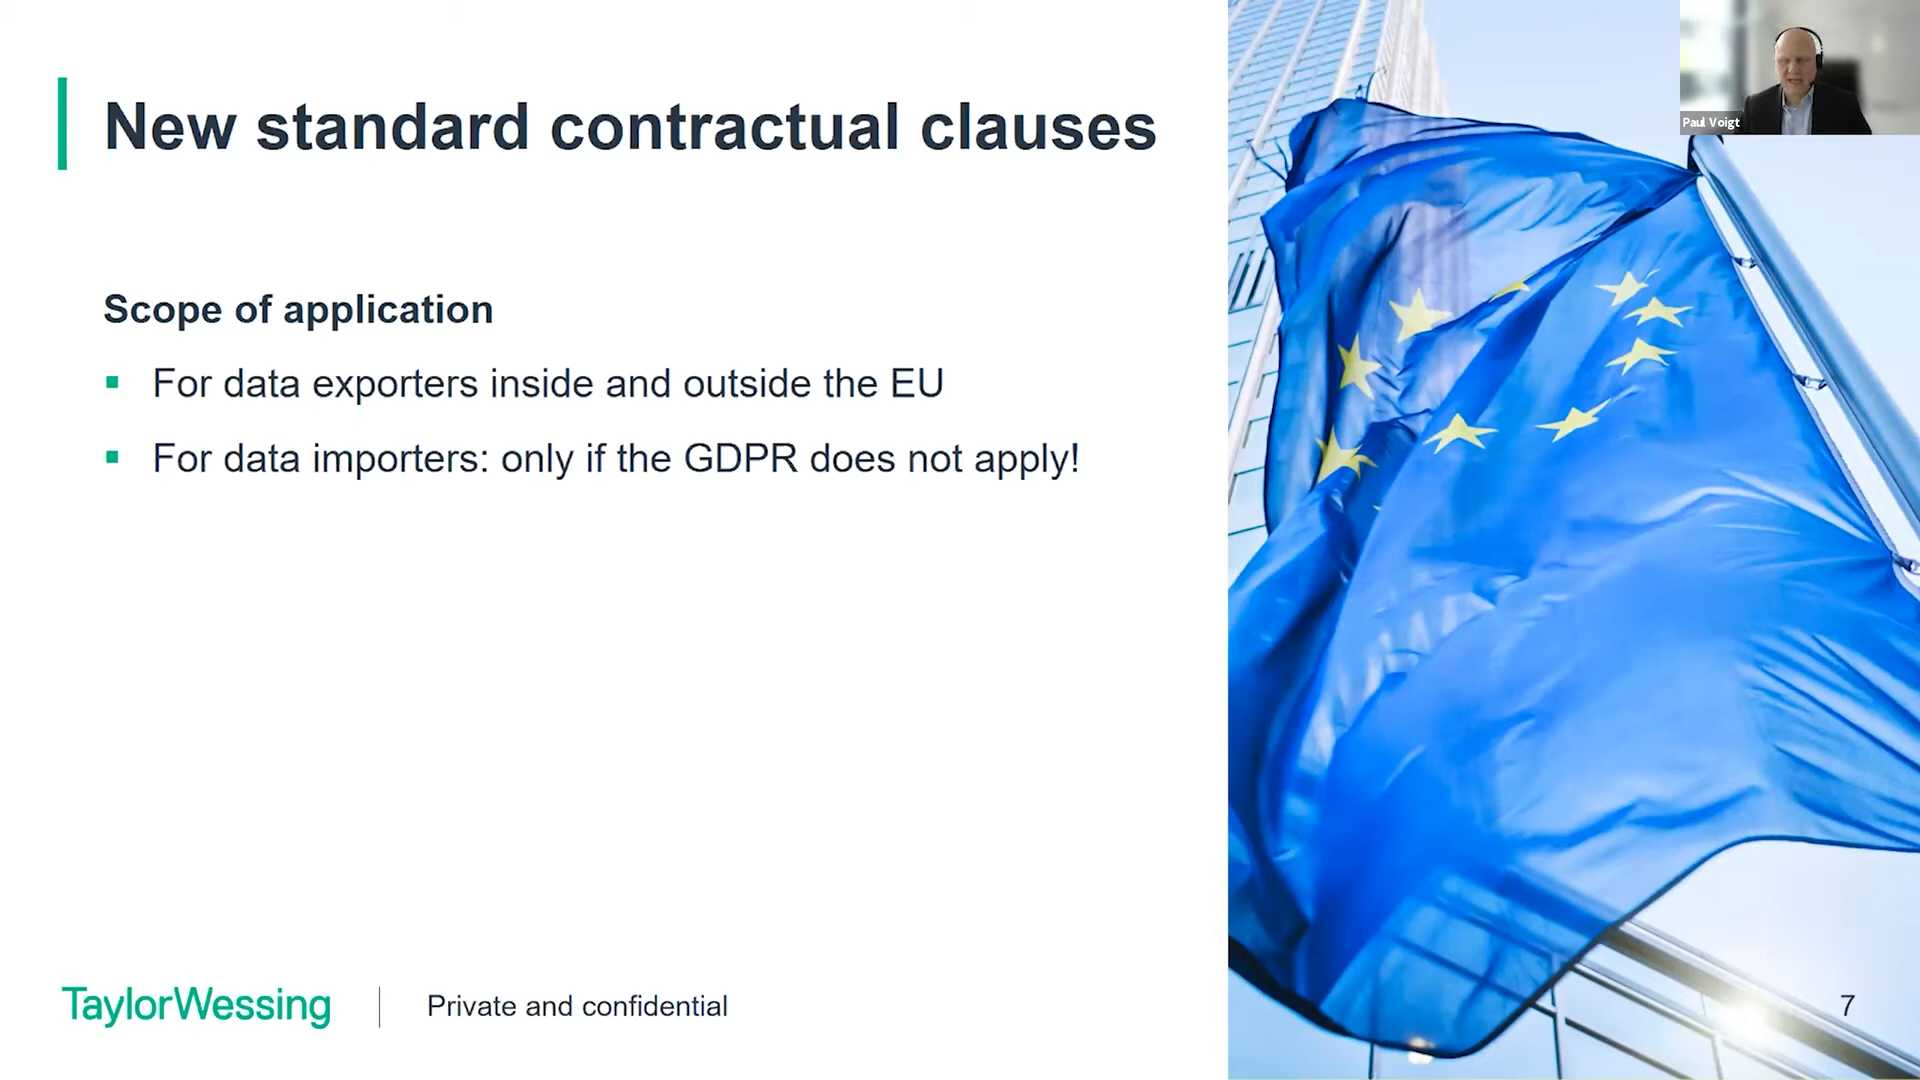 New standard contractual clauses
Paul Voigt
Scope of application
For data exporters inside and outside the EU
For data importers: only if the GDPR does not apply!
TaylorWessing
Private and confidential
7